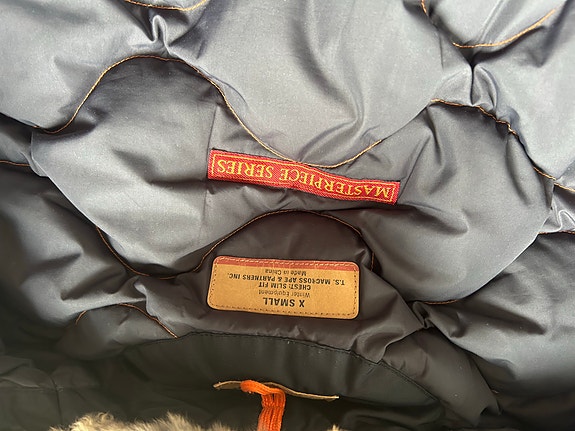 X SMALL
Winter Equipment
CHEST: SLIM FIT
T.S. MACROSS APE & PARTNERS INC.
Made in China
MASTERPIECE SERIES